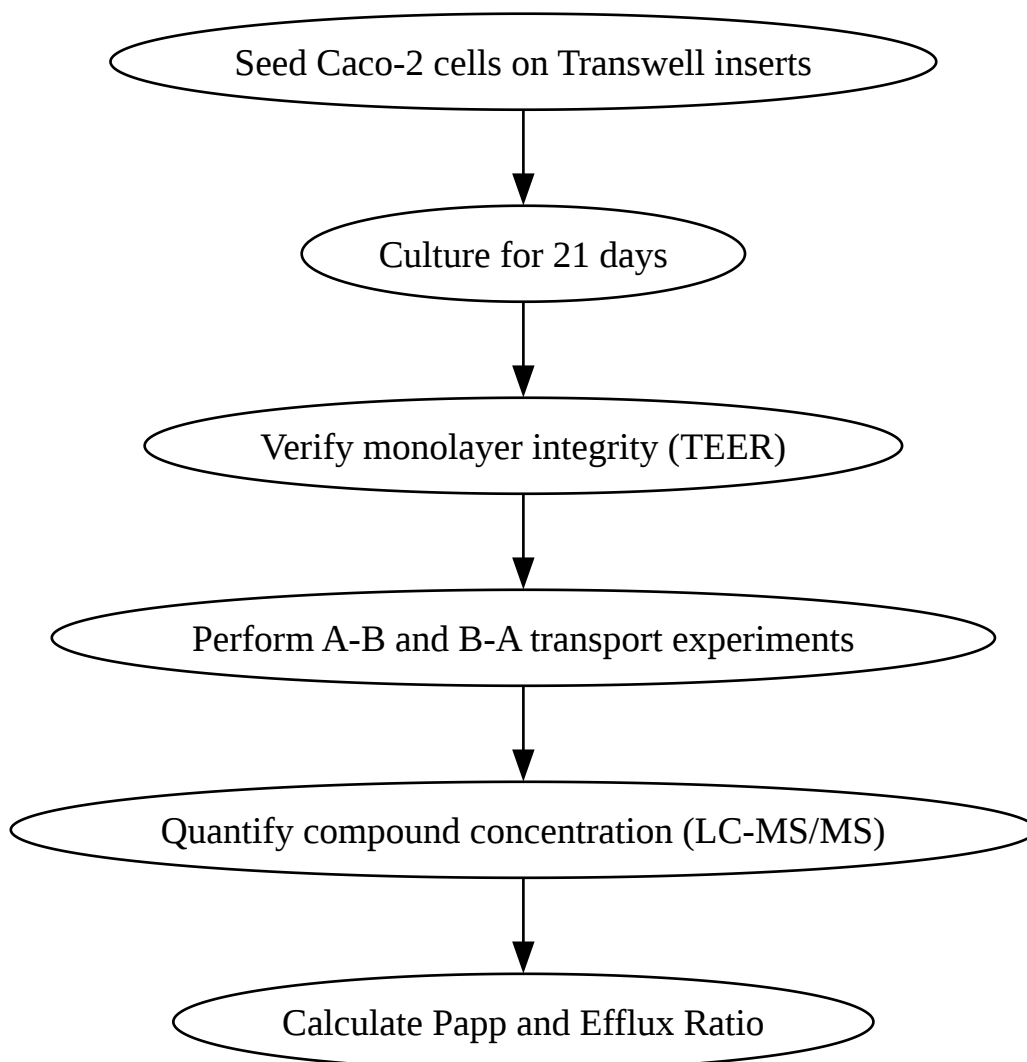 Seed Caco-2 cells on Transwell inserts
Culture for 21 days
Verify monolayer integrity (TEER)
Perform A-B and B-A transport experiments
Quantify compound concentration (LC-MS/MS)
Calculate Papp and Efflux Ratio